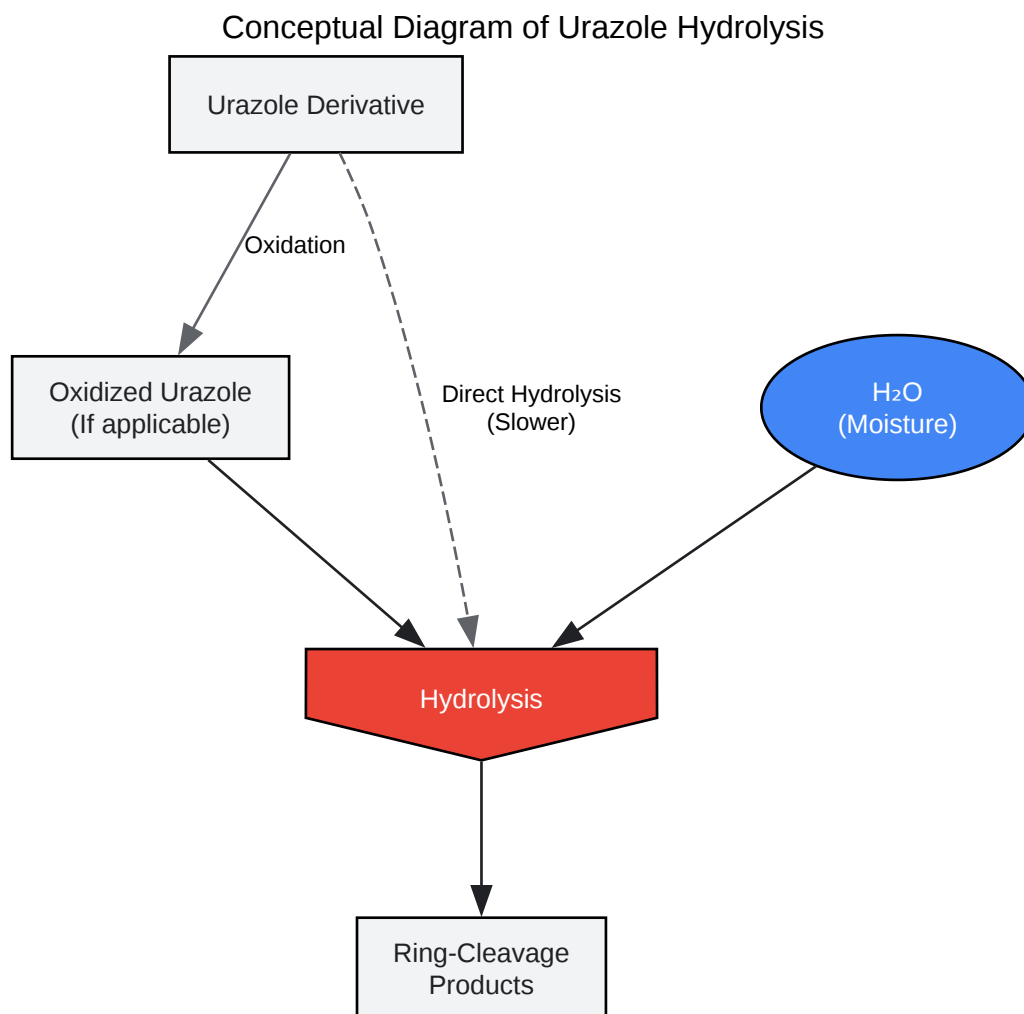 Conceptual Diagram of Urazole Hydrolysis
Urazole Derivative
Oxidation
Oxidized Urazole
(If applicable)
Direct Hydrolysis
(Slower)
H₂O
(Moisture)
Hydrolysis
Ring-Cleavage
Products